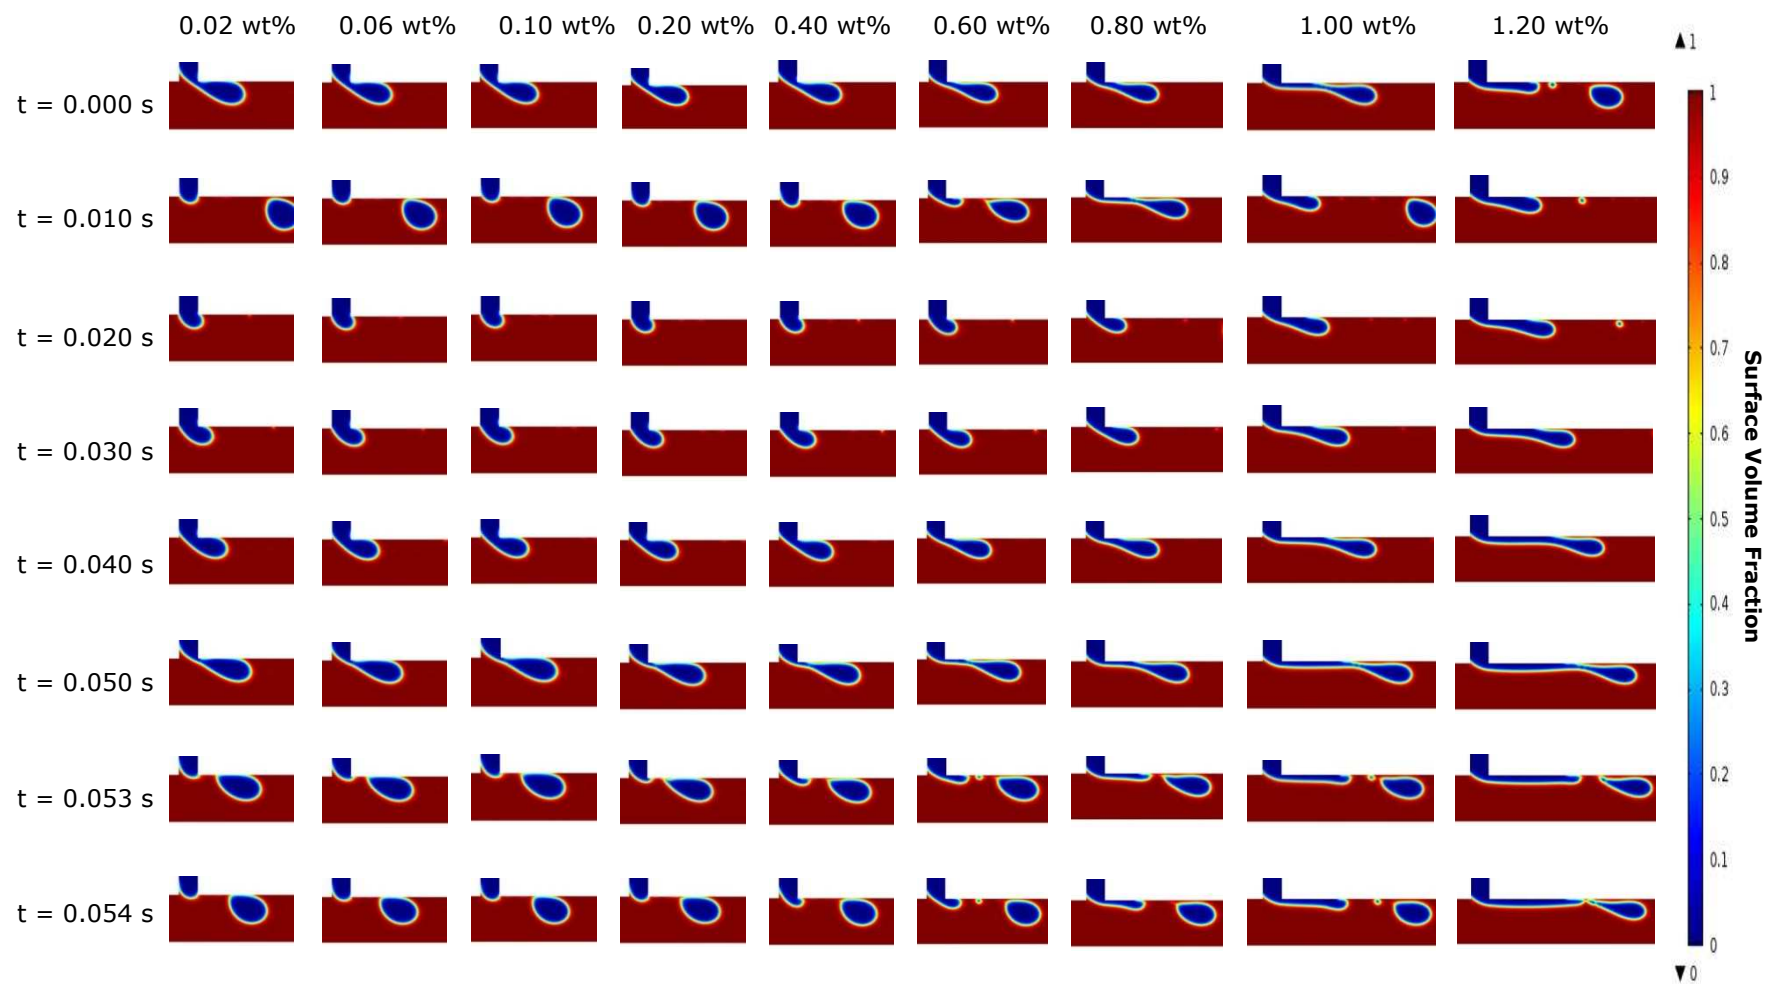 0.02 wt% 0.06 wt% 0.10 wt% 0.20 wt% 0.40 wt% 0.60 wt% 0.80 wt% 1.00 wt% 1.20 wt%
▲ 1
t = 0.000 s
t = 0.010 s
t = 0.020 s
t = 0.030 s
t = 0.040 s
t = 0.050 s
t = 0.053 s
t = 0.054 s
1
0.9
0.8
0.7
0.6
0.5
0.4
0.3
0.2
0.1
0
▼ 0
Surface Volume Fraction